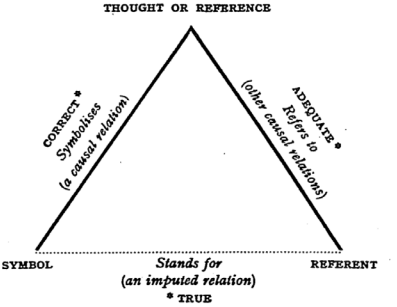 THOUGHT OR REFERENCE
CORRECT *
Symbolises
(a causal relation)
ADEQUATE *
Refers to
(other causal relations)
SYMBOL
Stands for
(an imputed relation)
* TRUE
REFERENT